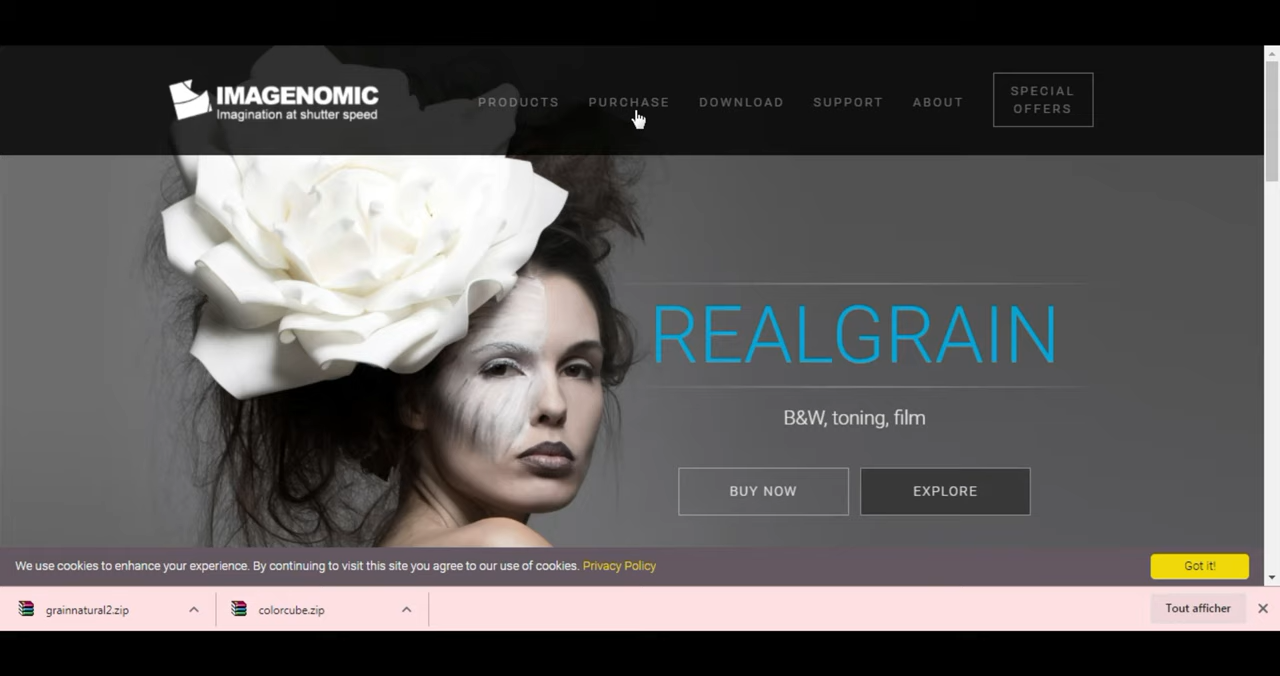 IMAGENOMIC
Imagination at shutter speed
PRODUCTS PURCHASE DOWNLOAD SUPPORT ABOUT
SPECIAL
OFFERS
REALGRAIN
B&W, toning, film
BUY NOW EXPLORE
We use cookies to enhance your experience. By continuing to visit this site you agree to our use of cookies. Privacy Policy Got it!
grainnatural2.zip colorcube.zip Tout afficher